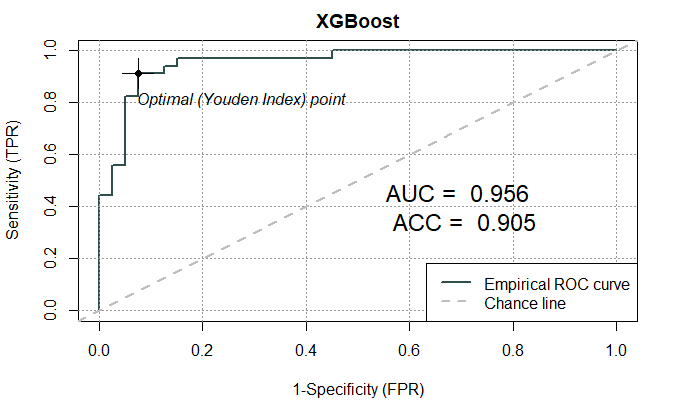 XGBoost
Sensitivity (TPR)
1.0
0.8
0.6
0.4
0.2
0.0
Optimal (Youden Index) point
AUC = 0.956
ACC = 0.905
Empirical ROC curve
Chance line
0.0 0.2 0.4 0.6 0.8 1.0
1-Specificity (FPR)